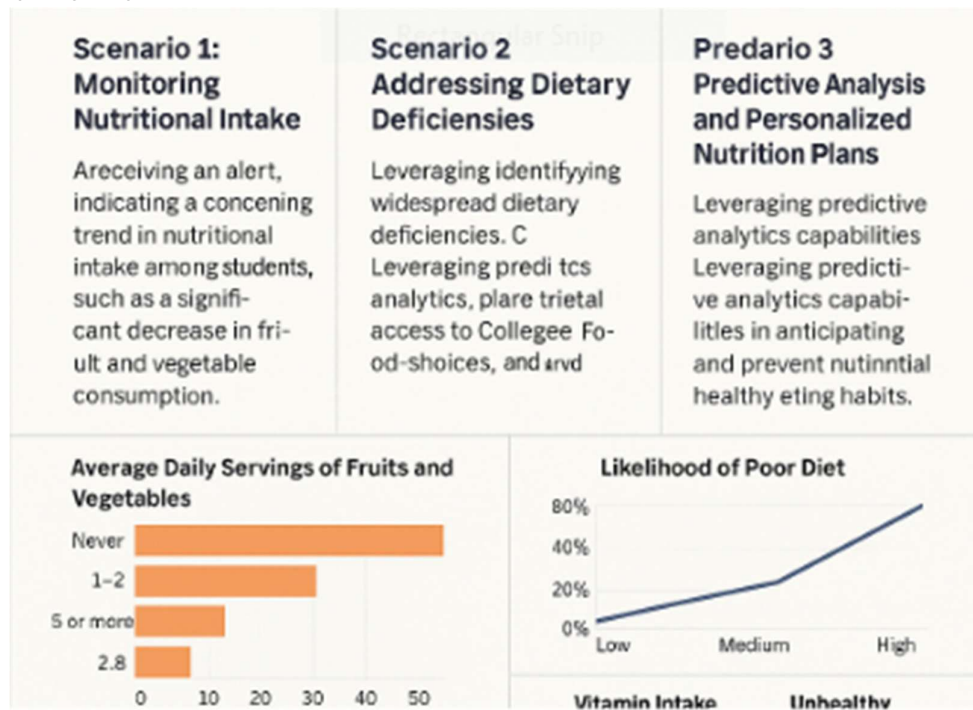 Rectangular Snip
Scenario 1:
Monitoring
Nutritional Intake
Areceiving an alert,
indicating a concening
trend in nutritional
intake among students,
such as a signifi-
cant decrease in fri-
ult and vegetable
consumption.
Scenario 2
Addressing Dietary
Deficiensies
Leveraging identifyying
widespread dietary
deficiencies. C
Leveraging predi tcs
analytics, plare trietal
access to Collegee Fo-
od-shoices, and arvd
Predario 3
Predictive Analysis
and Personalized
Nutrition Plans
Leveraging predictive
analytics capabilities
Leveraging predicti-
ve analytics capabi-
litles in anticipating
and prevent nutinntial
healthy eting habits.
Average Daily Servings of Fruits and
Vegetables
Never
1–2
5 or more
2.8
0 10 20 30 40 50
Likelihood of Poor Diet
80%
40%
20%
0%
Low Medium High
Vitamin Intake Unhealthy